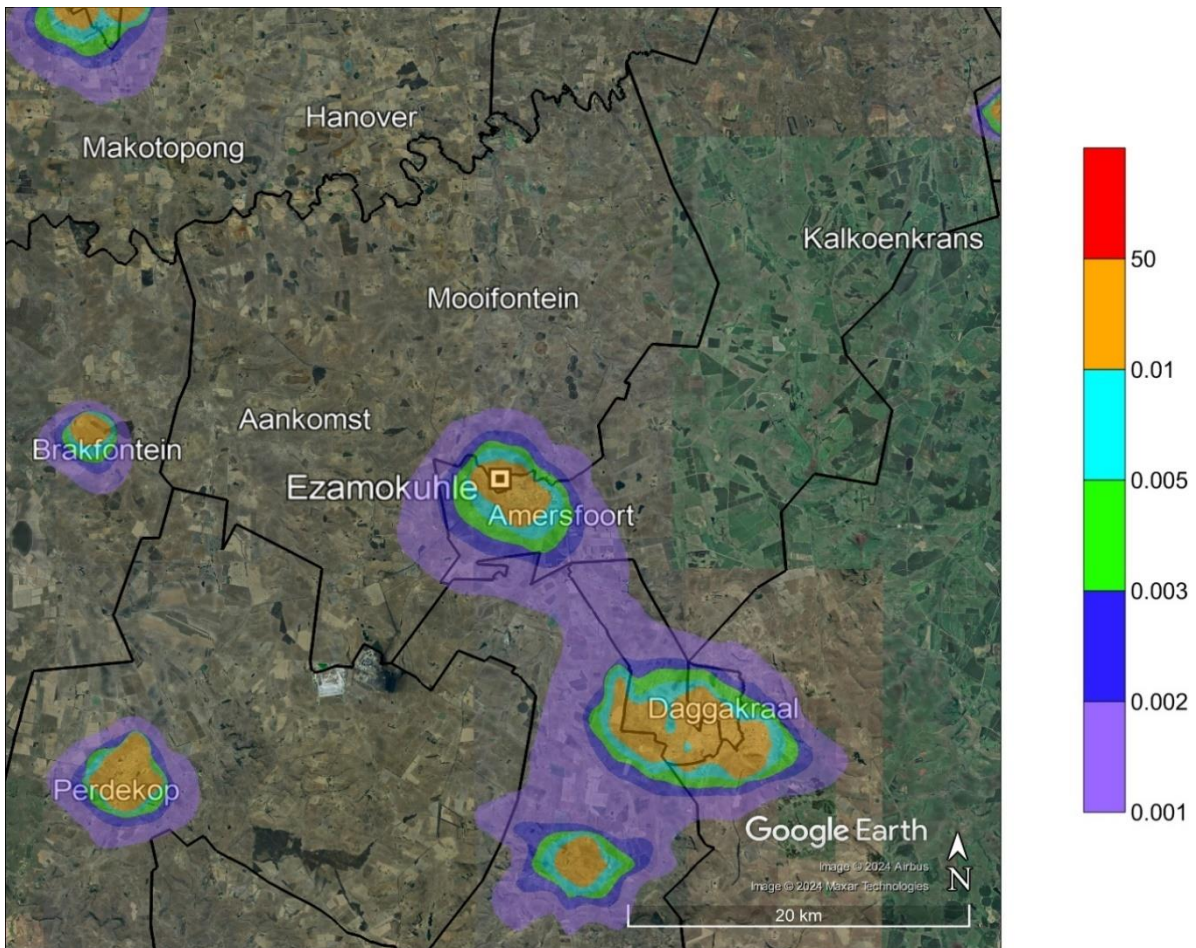 Hanover
Makotopong
Kalkoenkrans
Mooifontein
Aankomst
Brakfontein
Ezamokuhle
Amersfoort
Daggakraal
Perdekop
Google Earth
Image © 2024 Airbus
Image © 2024 Maxar Technologies
N
20 km
50
0.01
0.005
0.003
0.002
0.001